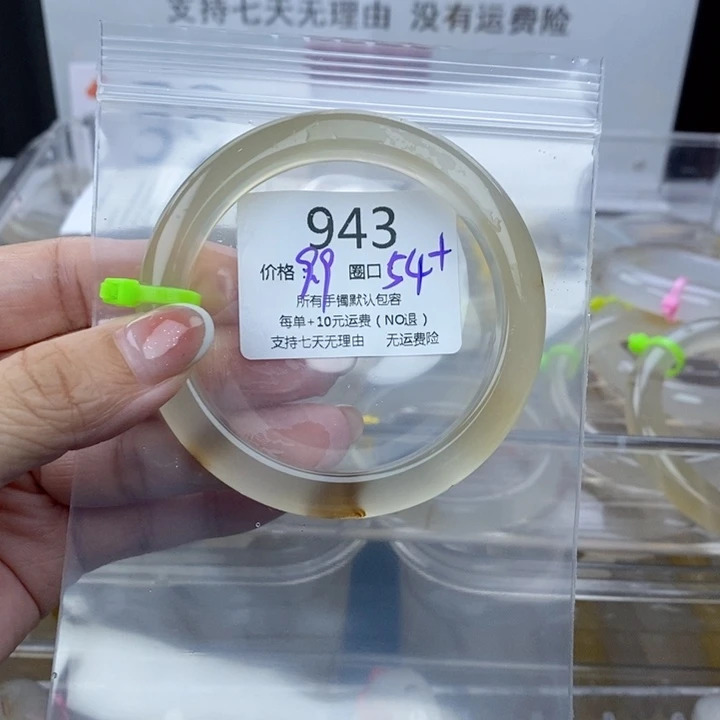 支持七天无理由 没有运费险
943
价格：99 圈口54+
所有手镯默认包容
每单+10元运费（NO退）
支持七天无理由 无运费险